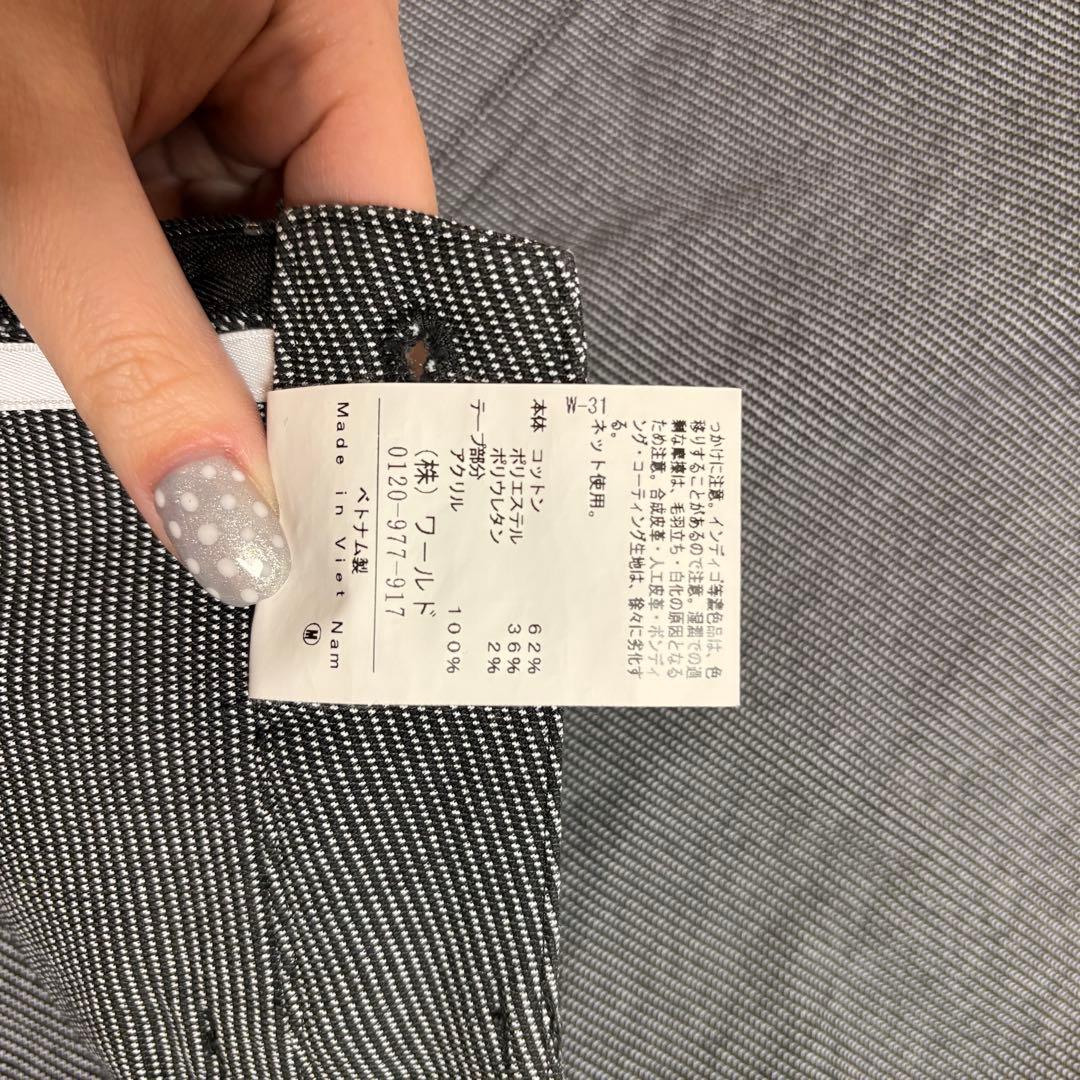 っかけに注意。インディゴ等濃色品は、色
移りすることがあるので注意。湿潤での過
剰な摩擦は、毛羽立ち・白化の原因となる
ため注意。合成皮革・人工皮革・ボンディ
ング・コーティング生地は、徐々に劣化す
る。
ネット使用。
W-31
本体 コットン 62%
ポリエステル 36%
ポリウレタン 2%
テープ部分
アクリル 100%
(株) ワールド
0120-977-917
ベトナム製
Made in Viet Nam
Ⓜ